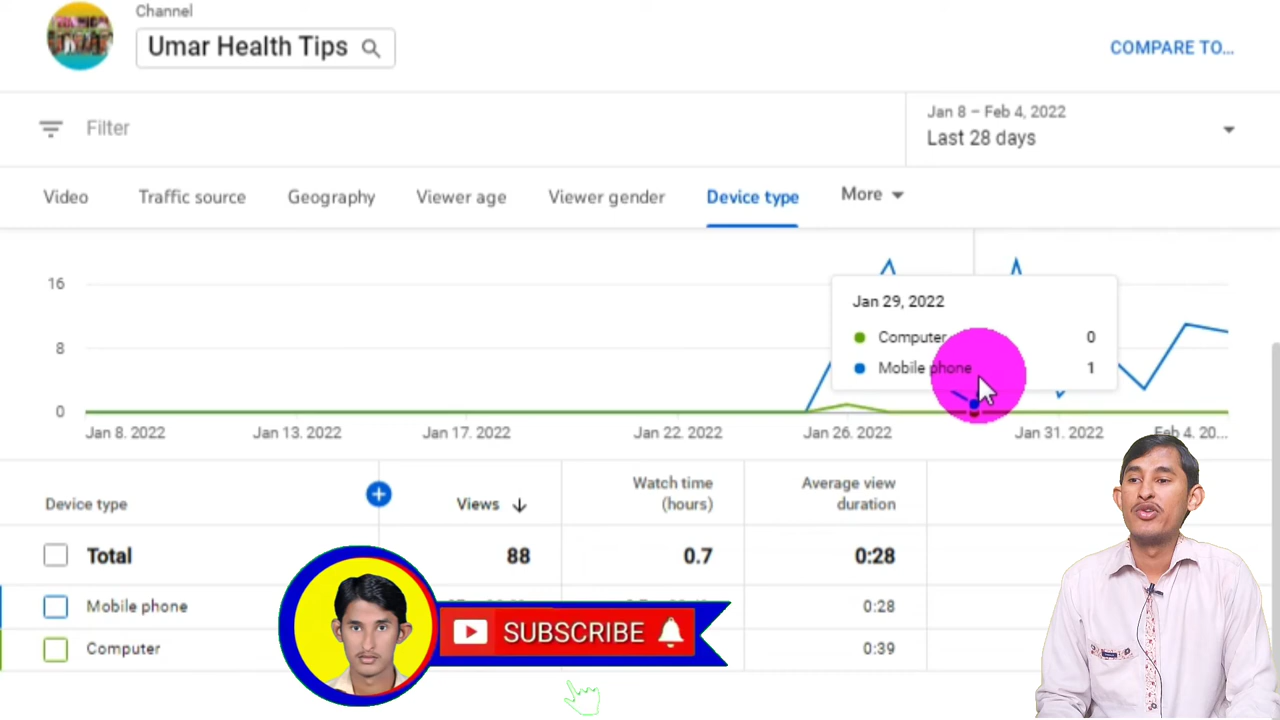 Channel
Umar Health Tips
COMPARE TO...
Filter
Jan 8 – Feb 4, 2022
Last 28 days
Video Traffic source Geography Viewer age Viewer gender Device type More
16
8
0
Jan 29, 2022
Computer 0
Mobile phone 1
Jan 8. 2022 Jan 13. 2022 Jan 17. 2022 Jan 22. 2022 Jan 26. 2022 Jan 31. 2022 Feb 4. 20...
Device type Views Watch time (hours) Average view duration
Total 88 0.7 0:28
Mobile phone 0:28
Computer 0:39
SUBSCRIBE